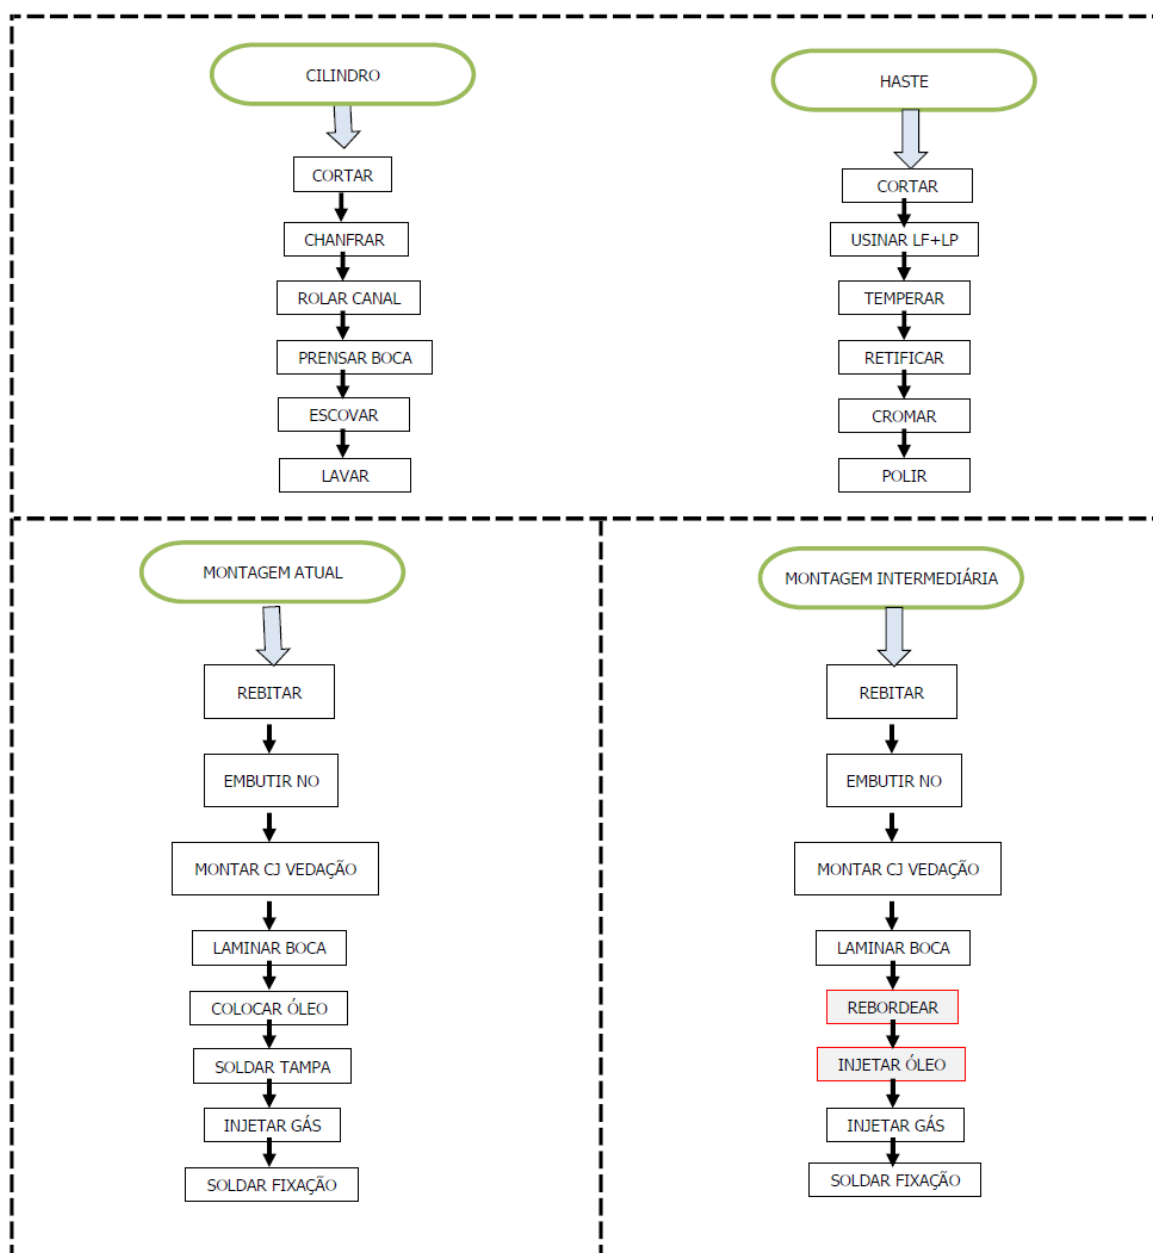 CILINDRO
CORTAR
CHANFRAR
ROLAR CANAL
PRENSAR BOCA
ESCOVAR
LAVAR
HASTE
CORTAR
USINAR LF+LP
TEMPERAR
RETIFICAR
CROMAR
POLIR
MONTAGEM ATUAL
REBITAR
EMBUTIR NO
MONTAR CJ VEDAÇÃO
LAMINAR BOCA
COLOCAR ÓLEO
SOLDAR TAMPA
INJETAR GÁS
SOLDAR FIXAÇÃO
MONTAGEM INTERMEDIÁRIA
REBITAR
EMBUTIR NO
MONTAR CJ VEDAÇÃO
LAMINAR BOCA
REBORDEAR
INJETAR ÓLEO
INJETAR GÁS
SOLDAR FIXAÇÃO